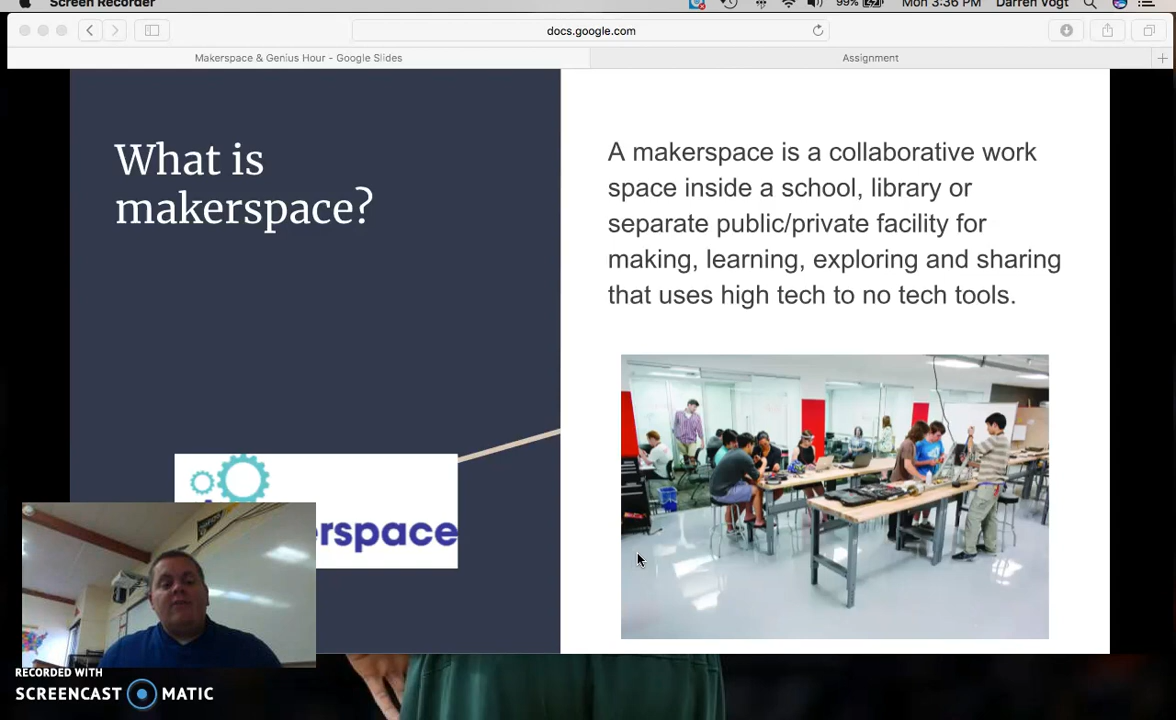 Screen Recorder
99%
Mon 3:36 PM
Darren Vogt
docs.google.com
Makerspace & Genius Hour - Google Slides
Assignment
What is
makerspace?
A makerspace is a collaborative work
space inside a school, library or
separate public/private facility for
making, learning, exploring and sharing
that uses high tech to no tech tools.
erspace
RECORDED WITH
SCREENCAST MATIC